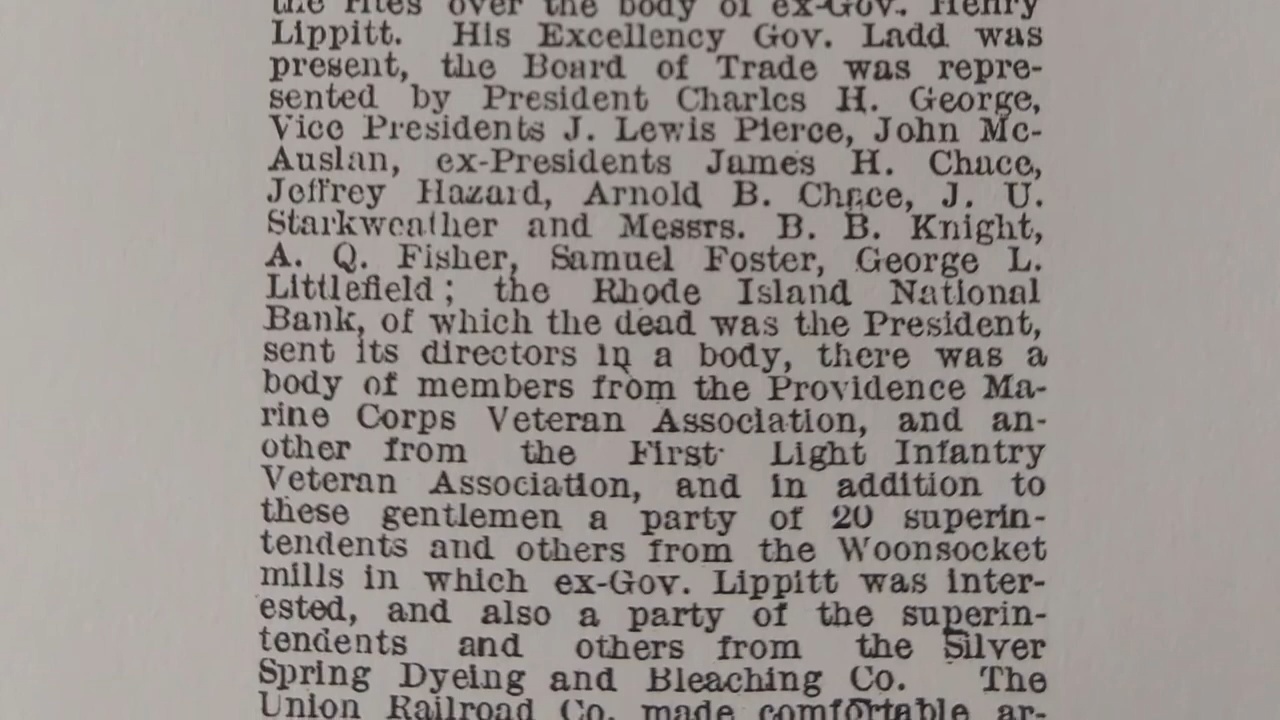 the rites over the body of ex-Gov. Henry
Lippitt. His Excellency Gov. Ladd was
present, the Board of Trade was repre-
sented by President Charles H. George,
Vice Presidents J. Lewis Pierce, John Mc-
Auslan, ex-Presidents James H. Chace,
Jeffrey Hazard, Arnold B. Chace, J. U.
Starkweather and Messrs. B. B. Knight,
A. Q. Fisher, Samuel Foster, George L.
Littlefield; the Rhode Island National
Bank, of which the dead was the President,
sent its directors in a body, there was a
body of members from the Providence Ma-
rine Corps Veteran Association, and an-
other from the First Light Infantry
Veteran Association, and in addition to
these gentlemen a party of 20 superin-
tendents and others from the Woonsocket
mills in which ex-Gov. Lippitt was inter-
ested, and also a party of the superin-
tendents and others from the Silver
Spring Dyeing and Bleaching Co. The
Union Railroad Co. made comfortable ar-